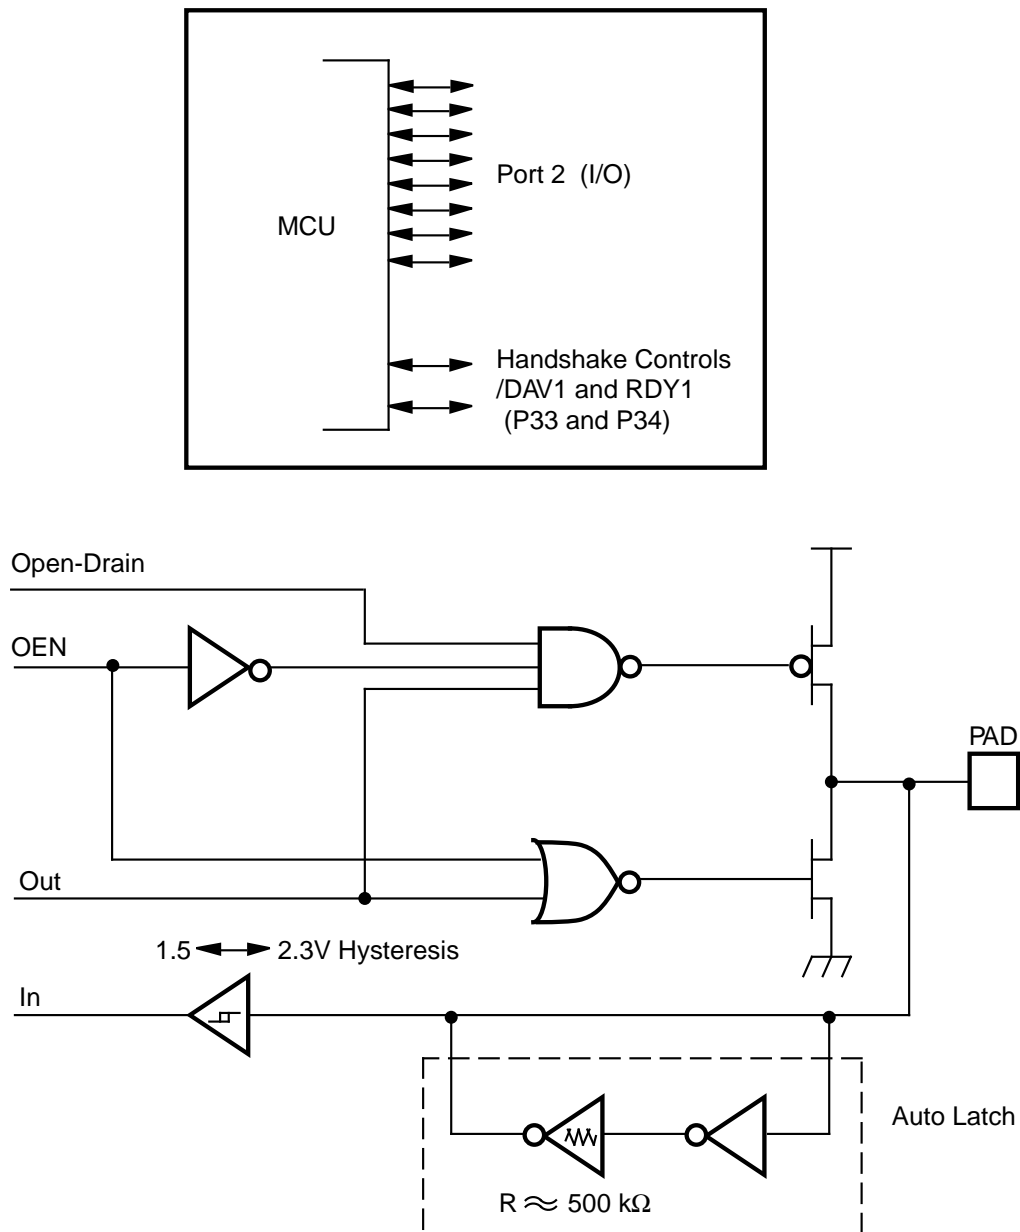 Port 2 (I/O)
MCU
Handshake Controls
/DAV1 and RDY1
(P33 and P34)
Open-Drain
OEN
PAD
Out
1.5 2.3V Hysteresis
In
Auto Latch
R ≈ 500 kΩ